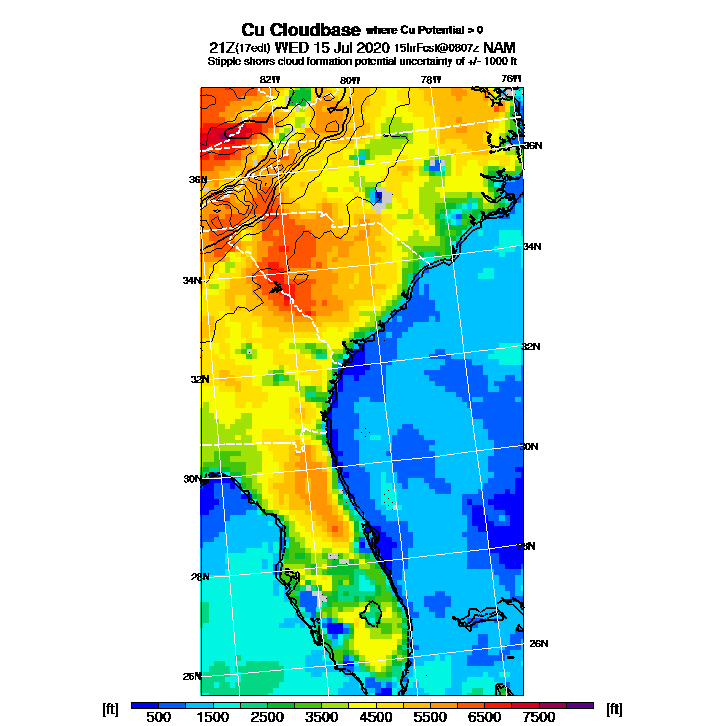 Cu Cloudbase where Cu Potential > 0
21Z(17edt) WED 15 Jul 2020 15hrFcst@0807z NAM
Stipple shows cloud formation potential uncertainty of +/- 1000 ft
82W 80W 78W 76W
36N
36N
34N
34N
32N
32N
30N
30N
28N
28N
26N
26N
[ft] 500 1500 2500 3500 4500 5500 6500 7500 [ft]